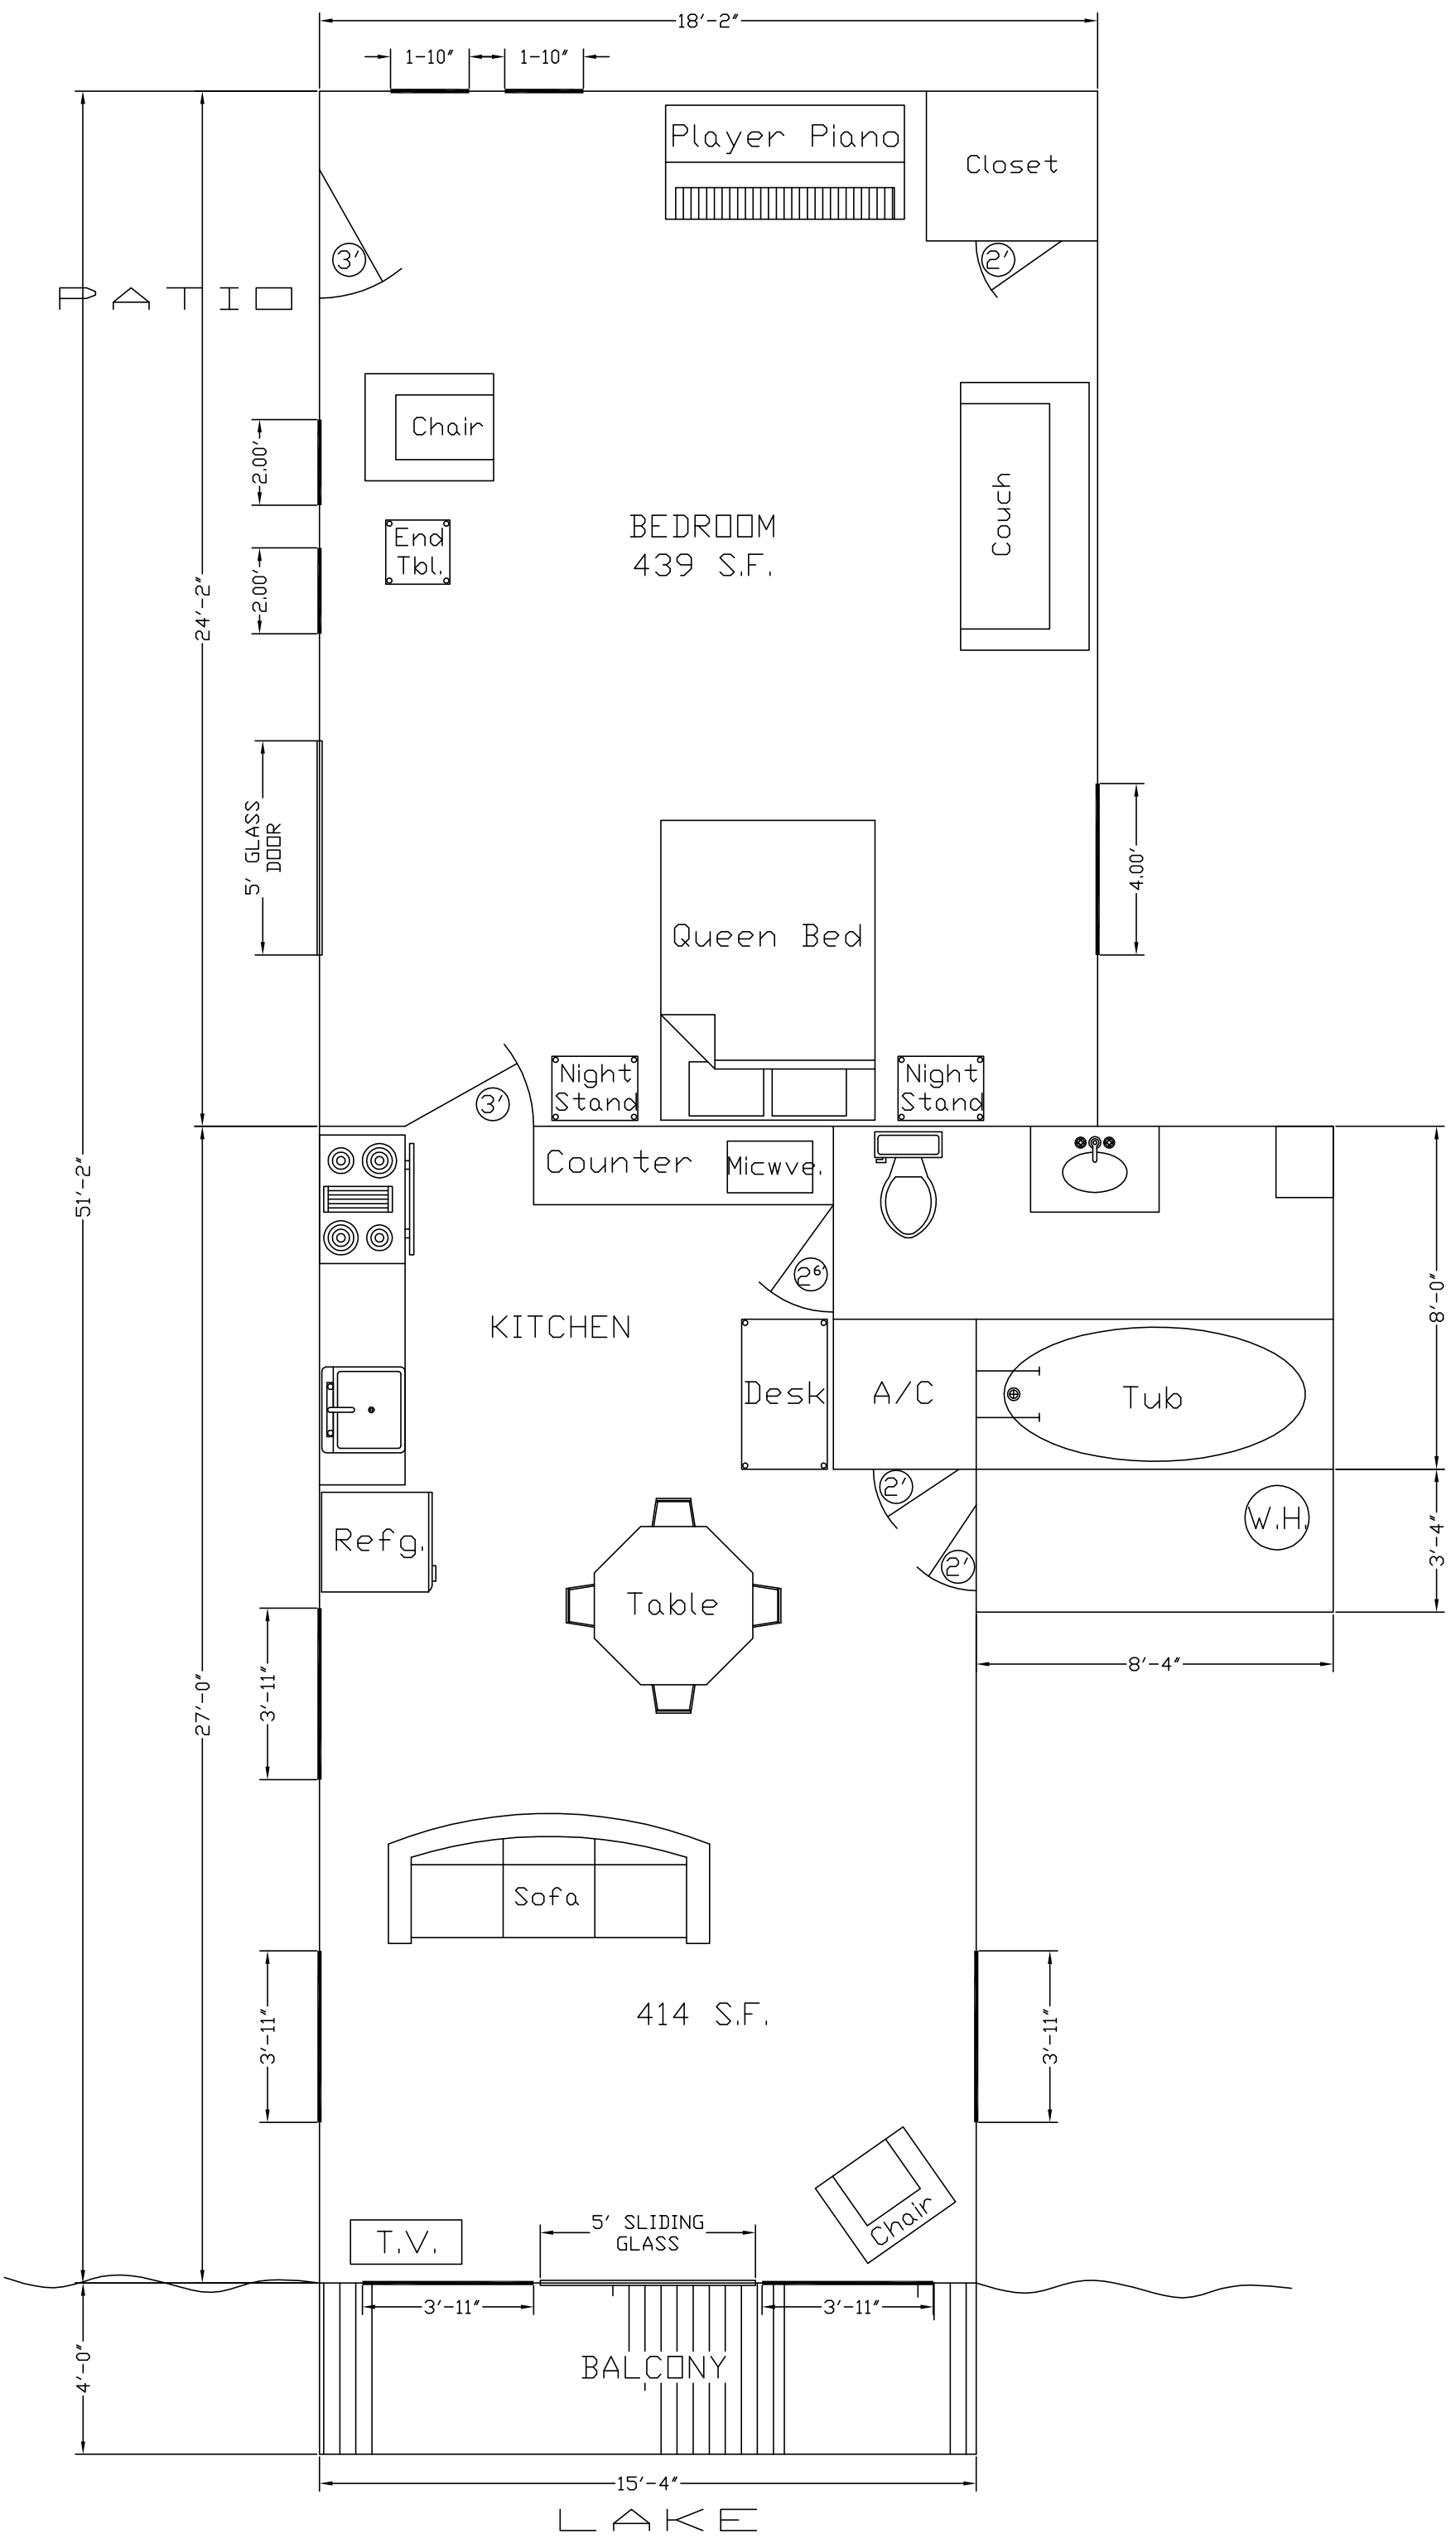 18'-2"
1-10"
1-10"
Player Piano
Closet
3'
2'
PATIO
Chair
2.00'
Couch
BEDROOM
439 S.F.
End
Tbl.
2.00'
24'-2"
5' GLASS
DOOR
4.00'
Queen Bed
Night
Stand
Night
Stand
3'
51'-2"
Counter
Micwve.
2⁶'
KITCHEN
8'-0"
Desk
A/C
Tub
2'
W.H.
Refg.
3'-4"
2'
Table
8'-4"
3'-11"
27'-0"
Sofa
414 S.F.
3'-11"
3'-11"
Chair
5' SLIDING
GLASS
T.V.
3'-11"
3'-11"
BALCONY
4'-0"
15'-4"
LAKE